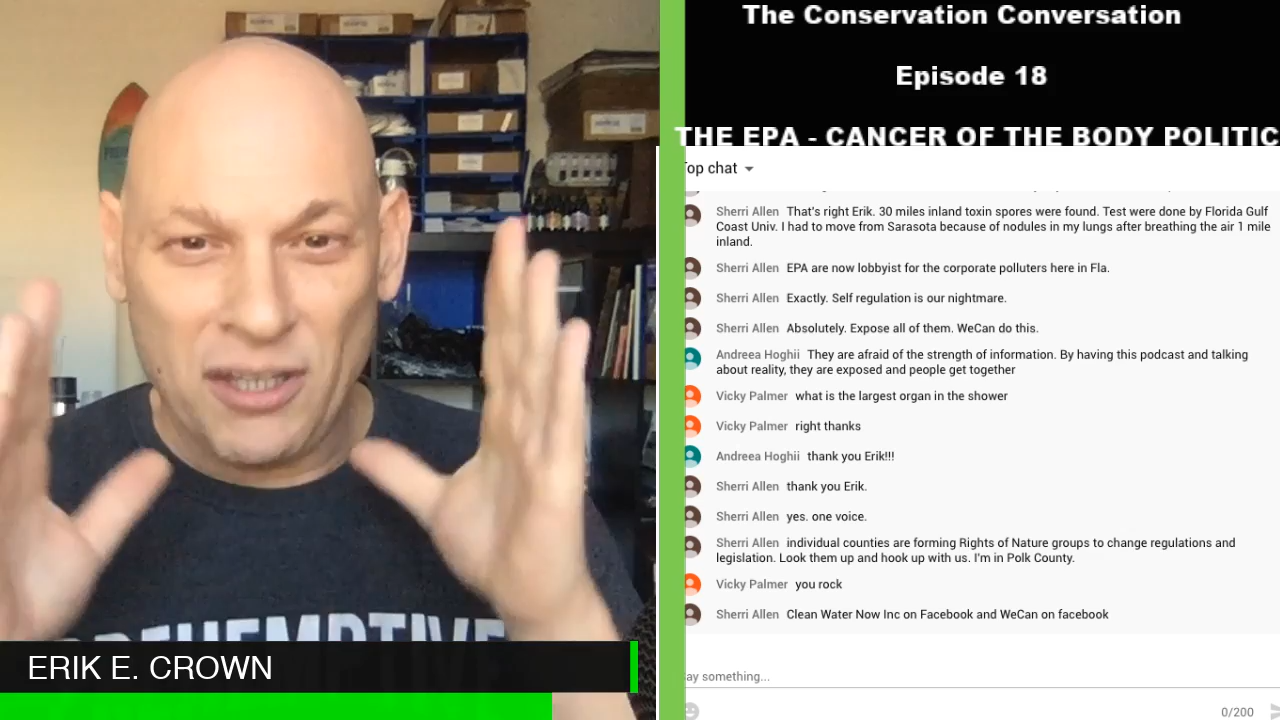 The Conservation Conversation
Episode 18
THE EPA - CANCER OF THE BODY POLITIC
Top chat
Sherri Allen That's right Erik. 30 miles inland toxin spores were found. Test were done by Florida Gulf
Coast Univ. I had to move from Sarasota because of nodules in my lungs after breathing the air 1 mile
inland.
Sherri Allen EPA are now lobbyist for the corporate polluters here in Fla.
Sherri Allen Exactly. Self regulation is our nightmare.
Sherri Allen Absolutely. Expose all of them. WeCan do this.
Andreea Hoghii They are afraid of the strength of information. By having this podcast and talking
about reality, they are exposed and people get together
Vicky Palmer what is the largest organ in the shower
Vicky Palmer right thanks
Andreea Hoghii thank you Erik!!!
Sherri Allen thank you Erik.
Sherri Allen yes. one voice.
Sherri Allen individual counties are forming Rights of Nature groups to change regulations and
legislation. Look them up and hook up with us. I'm in Polk County.
Vicky Palmer you rock
Sherri Allen Clean Water Now Inc on Facebook and WeCan on facebook
ay something...
0/200
ERIK E. CROWN